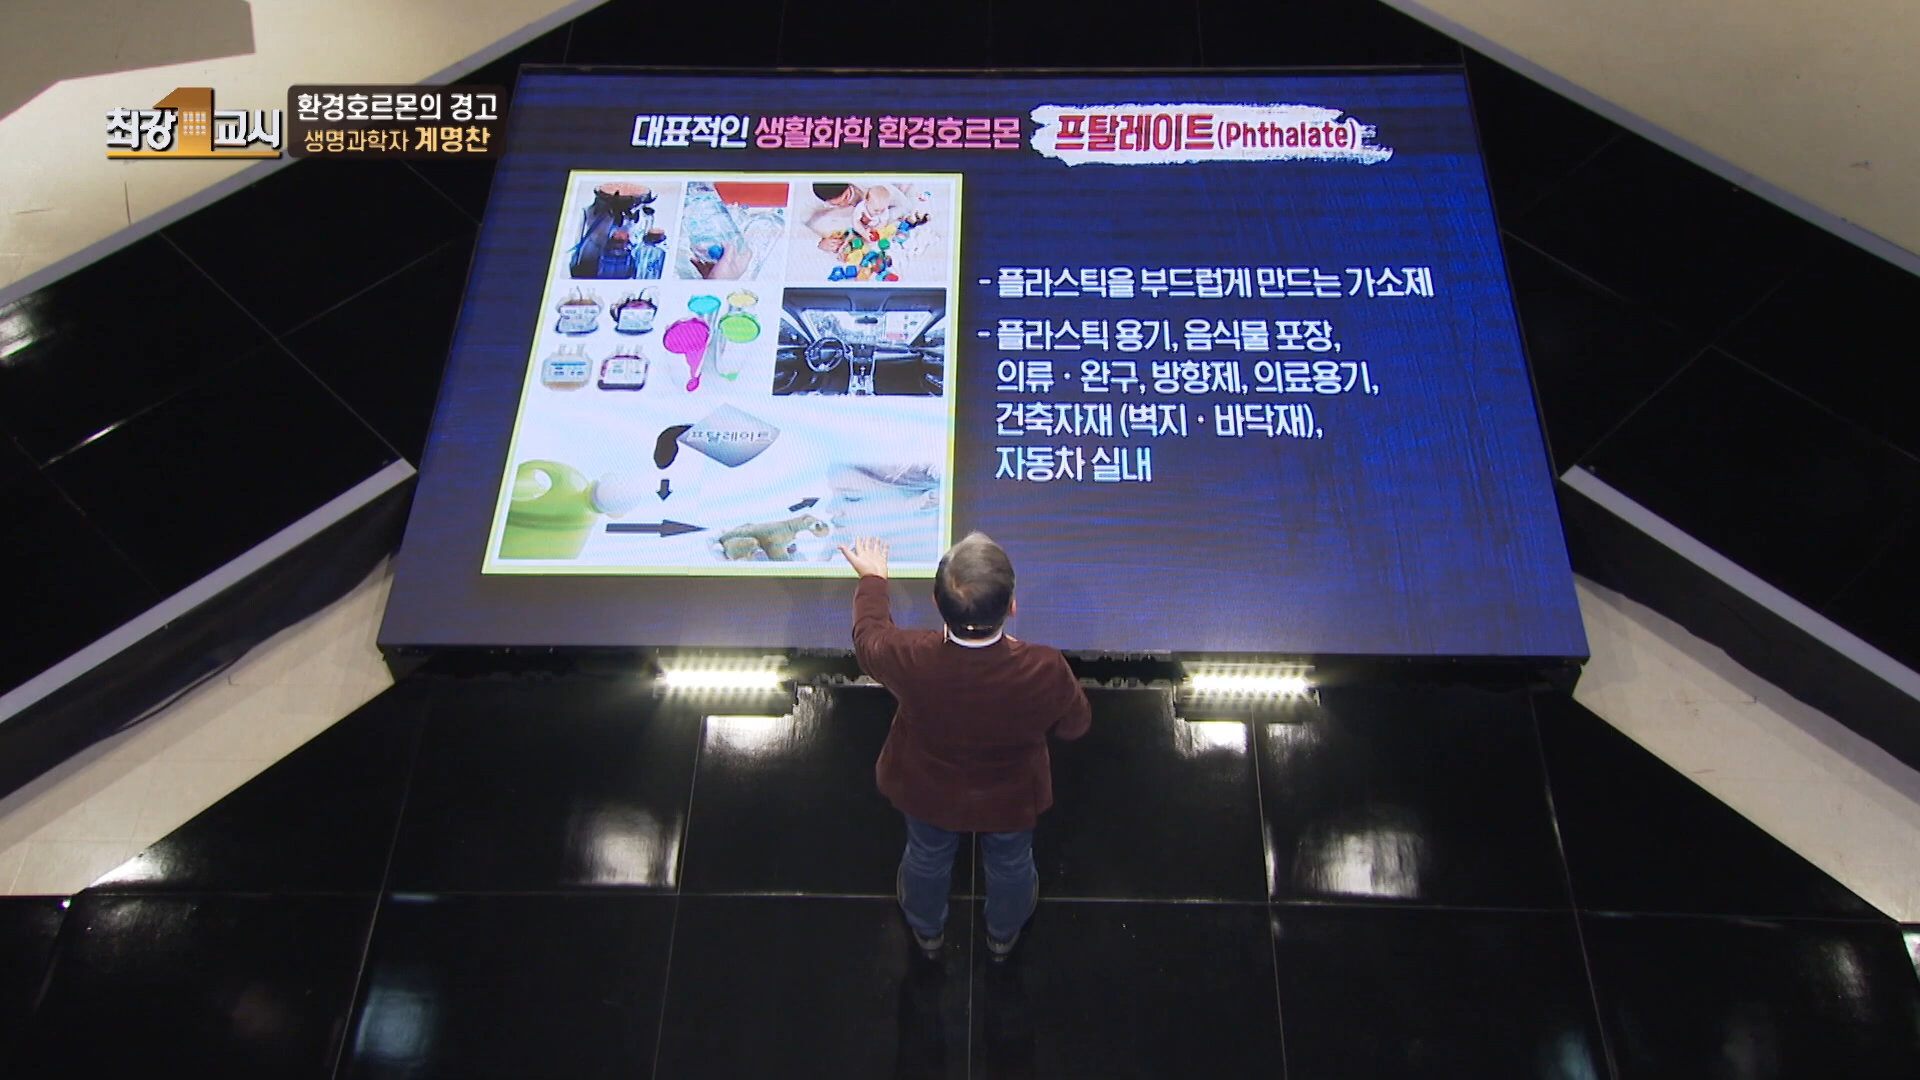 최강1교시
환경호르몬의 경고
생명과학자 계명찬
대표적인 생활화학 환경호르몬 프탈레이트(Phthalate)
- 플라스틱을 부드럽게 만드는 가소제
- 플라스틱 용기, 음식물 포장,
의류·완구, 방향제, 의료용기,
건축자재 (벽지·바닥재),
자동차 실내
프탈레이트